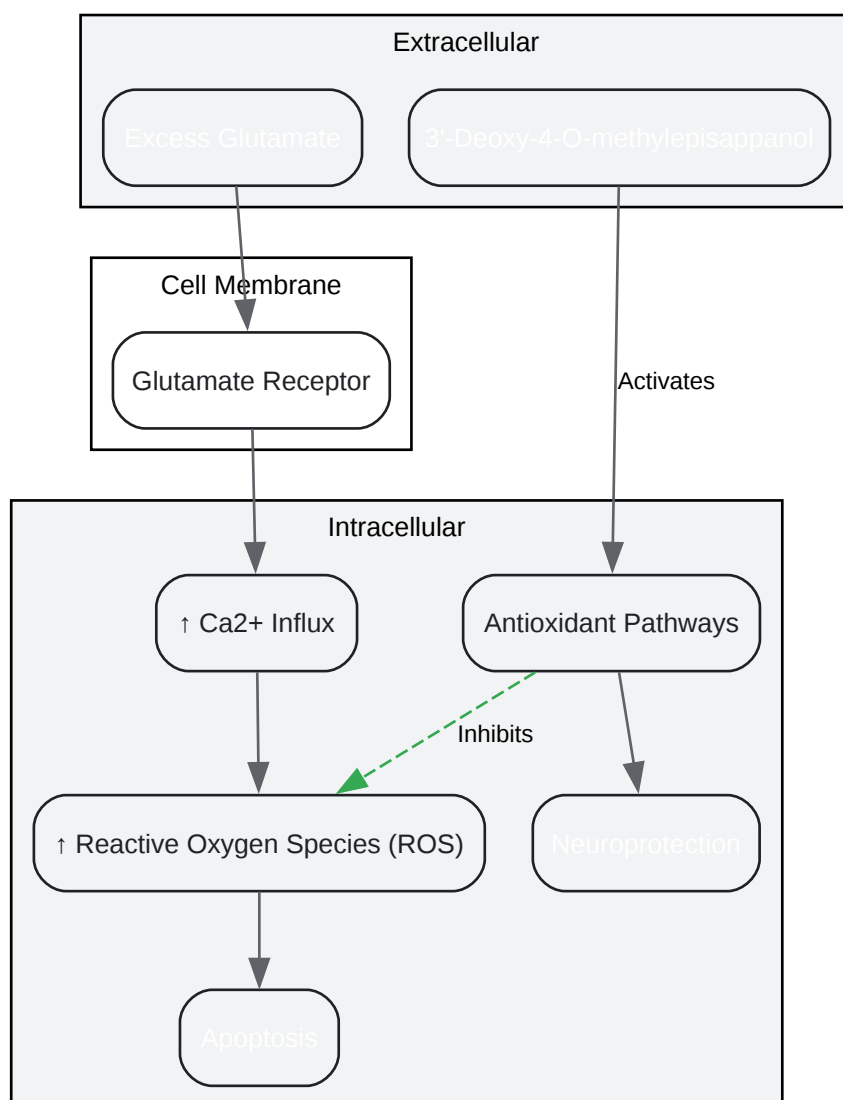 Extracellular
Excess Glutamate
3'-Deoxy-4-O-methylepisappanol
Cell Membrane
Glutamate Receptor
Activates
Intracellular
↑ Ca2+ Influx
Antioxidant Pathways
Inhibits
↑ Reactive Oxygen Species (ROS)
Neuroprotection
Apoptosis